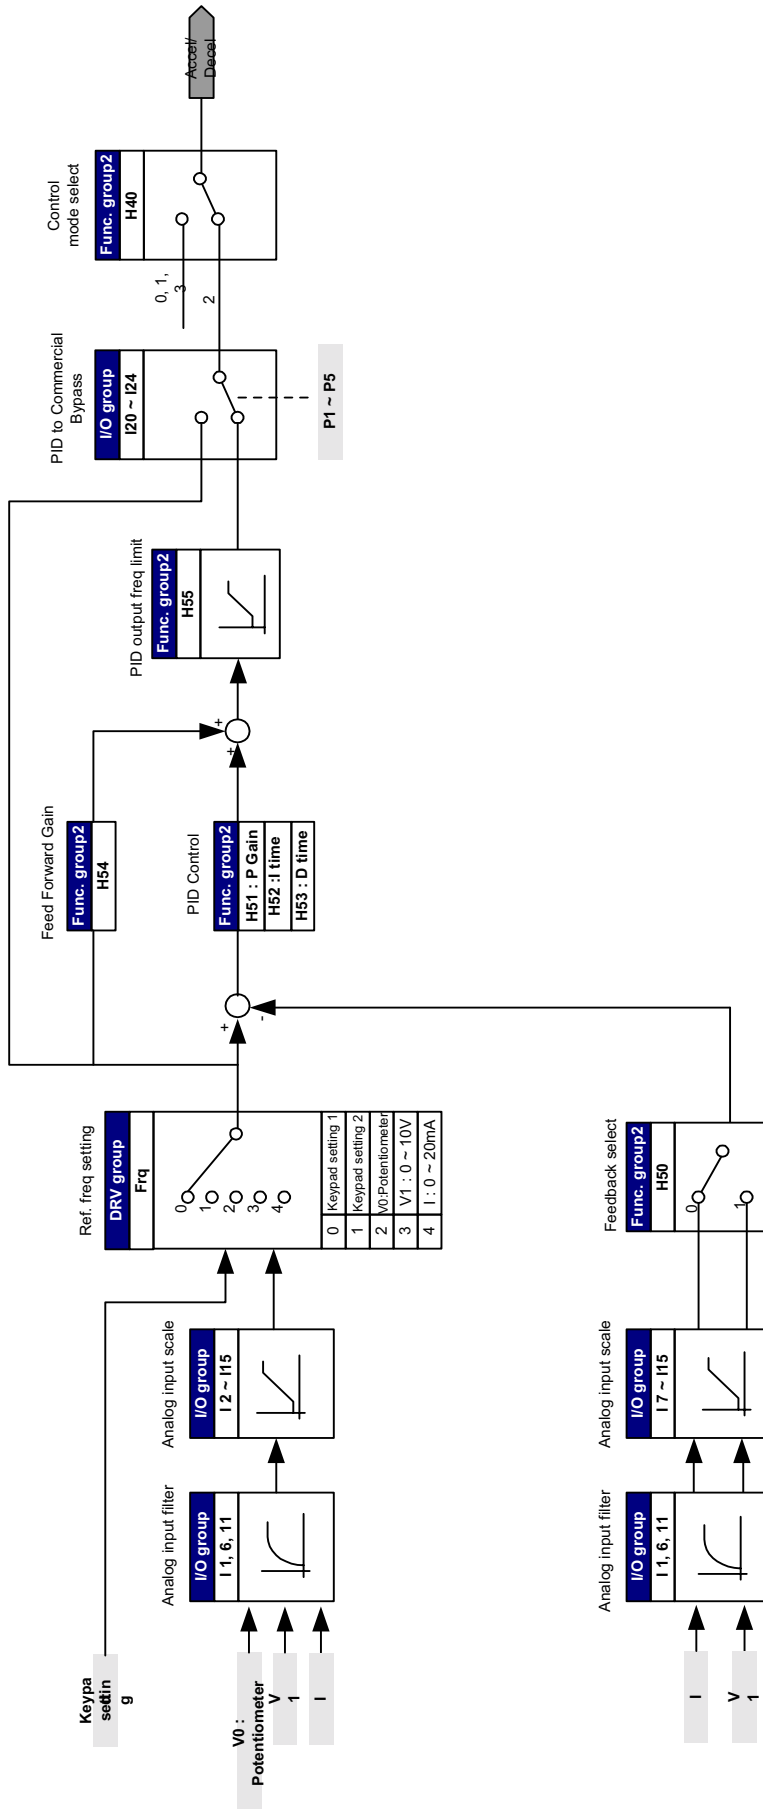 Keypa
settin
g
V0 :
Potentiometer
V
1
I
Analog input filter
I/O group
I 1, 6, 11
Analog input scale
I/O group
I 2 ~ I15
Ref. freq setting
DRV group
Frq
0
1
2
3
4
0 Keypad setting 1
1 Keypad setting 2
2 V0:Potentiometer
3 V1 : 0 ~ 10V
4 I : 0 ~ 20mA
+
-
Feed Forward Gain
Func. group2
H54
PID Control
Func. group2
H51 : P Gain
H52 :I time
H53 : D time
+
+
PID output freq limit
Func. group2
H55
PID to Commercial
Bypass
I/O group
I20 ~ I24
P1 ~ P5
0, 1,
3
2
Control
mode select
Func. group2
H40
Accel/
Decel
I
V
1
Analog input filter
I/O group
I 1, 6, 11
Analog input scale
I/O group
I 7 ~ I15
Feedback select
Func. group2
H50
0
1